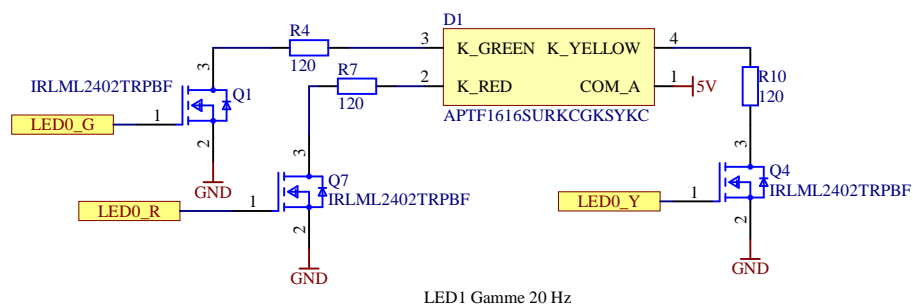 D1
R4
3
K_GREEN
K_YELLOW
4
120
R7
2
K_RED
COM_A
1
5V
R10
120
120
APTF1616SURKCGKSYKC
IRLML2402TRPBF
3
Q1
LED0_G
1
2
GND
3
Q7
IRLML2402TRPBF
LED0_R
1
2
GND
3
Q4
IRLML2402TRPBF
LED0_Y
1
2
GND
LED1 Gamme 20 Hz